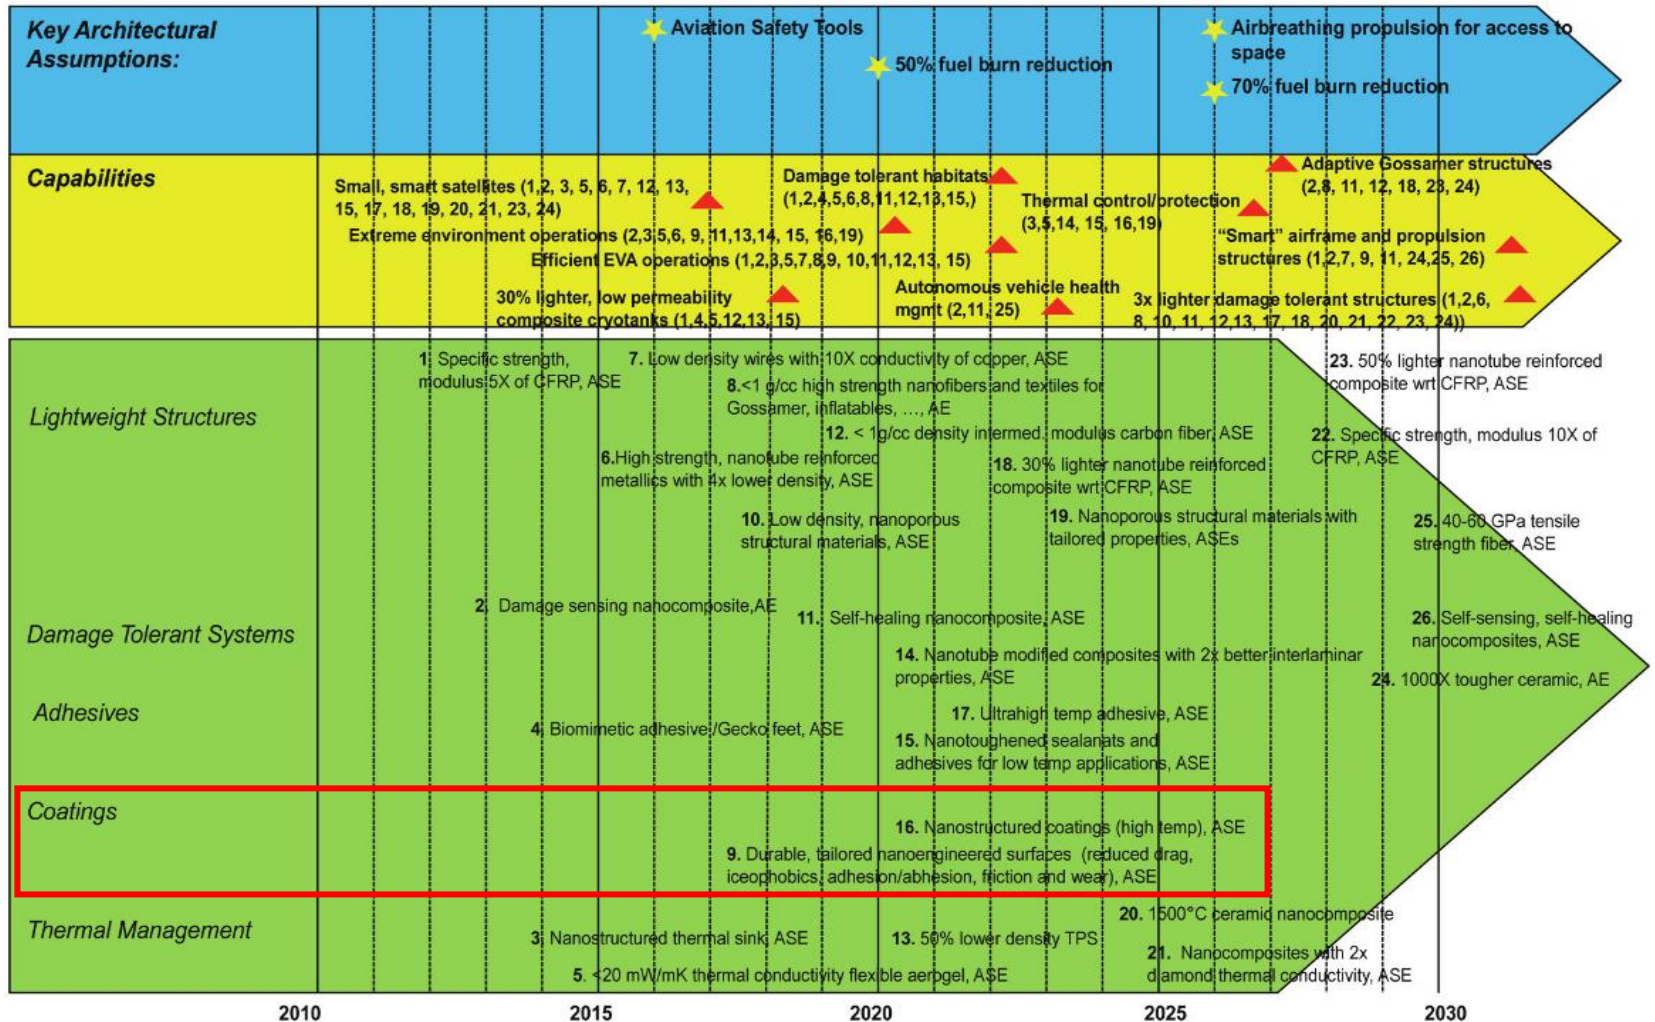 Key Architectural
Assumptions:
Aviation Safety Tools
50% fuel burn reduction
Airbreathing propulsion for access to
space
70% fuel burn reduction
Capabilities
Small, smart satellites (1,2, 3, 5, 6, 7, 12, 13,
15, 17, 18, 19, 20, 21, 23, 24)
Damage tolerant habitats
(1,2,4,5,6,8,11,12,13,15,)
Adaptive Gossamer structures
(2,8, 11, 12, 18, 23, 24)
Thermal control/protection
(3,5,14, 15, 16,19)
Extreme environment operations (2,3,5,6, 9, 11,13,14, 15, 16,19)
Efficient EVA operations (1,2,3,5,7,8,9, 10,11,12,13, 15)
"Smart" airframe and propulsion
structures (1,2,7, 9, 11, 24,25, 26)
30% lighter, low permeability
composite cryotanks (1,4,5,12,13, 15)
Autonomous vehicle health
mgmt (2,11, 25)
3x lighter damage tolerant structures (1,2,6,
8, 10, 11, 12,13, 17, 18, 20, 21, 22, 23, 24))
Lightweight Structures
1. Specific strength,
modulus 5X of CFRP, ASE
7. Low density wires with 10X conductivity of copper, ASE
8.<1 g/cc high strength nanofibers and textiles for
Gossamer, inflatables, …, AE
23. 50% lighter nanotube reinforced
composite wrt CFRP, ASE
12. < 1g/cc density intermed. modulus carbon fiber, ASE
22. Specific strength, modulus 10X of
CFRP, ASE
6.High strength, nanotube reinforced
metallics with 4x lower density, ASE
18. 30% lighter nanotube reinforced
composite wrt CFRP, ASE
10. Low density, nanoporous
structural materials, ASE
19. Nanoporous structural materials with
tailored properties, ASEs
25. 40-60 GPa tensile
strength fiber, ASE
Damage Tolerant Systems
2. Damage sensing nanocomposite,AE
11. Self-healing nanocomposite, ASE
26. Self-sensing, self-healing
nanocomposites, ASE
14. Nanotube modified composites with 2x better interlaminar
properties, ASE
24. 1000X tougher ceramic, AE
Adhesives
4. Biomimetic adhesive /Gecko feet, ASE
17. Ultrahigh temp adhesive, ASE
15. Nanotoughened sealanats and
adhesives for low temp applications, ASE
Coatings
16. Nanostructured coatings (high temp), ASE
9. Durable, tailored nanoengineered surfaces (reduced drag,
iceophobics, adhesion/abhesion, friction and wear), ASE
Thermal Management
3. Nanostructured thermal sink, ASE
13. 50% lower density TPS
20. 1500°C ceramic nanocomposite
21. Nanocomposites with 2x
diamond thermal conductivity, ASE
5. <20 mW/mK thermal conductivity flexible aerogel, ASE
2010
2015
2020
2025
2030